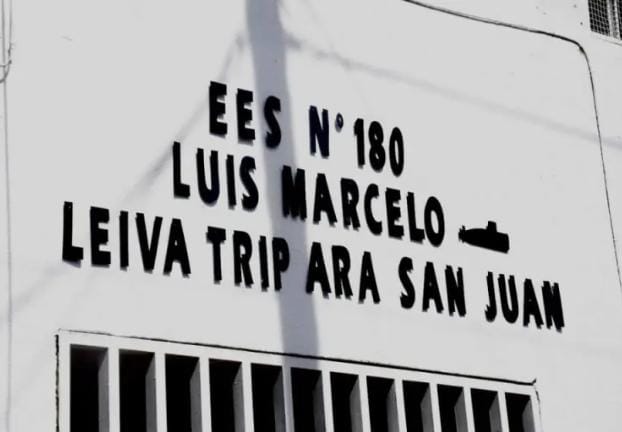 EES N° 180
LUIS MARCELO
LEIVA TRIP ARA SAN JUAN